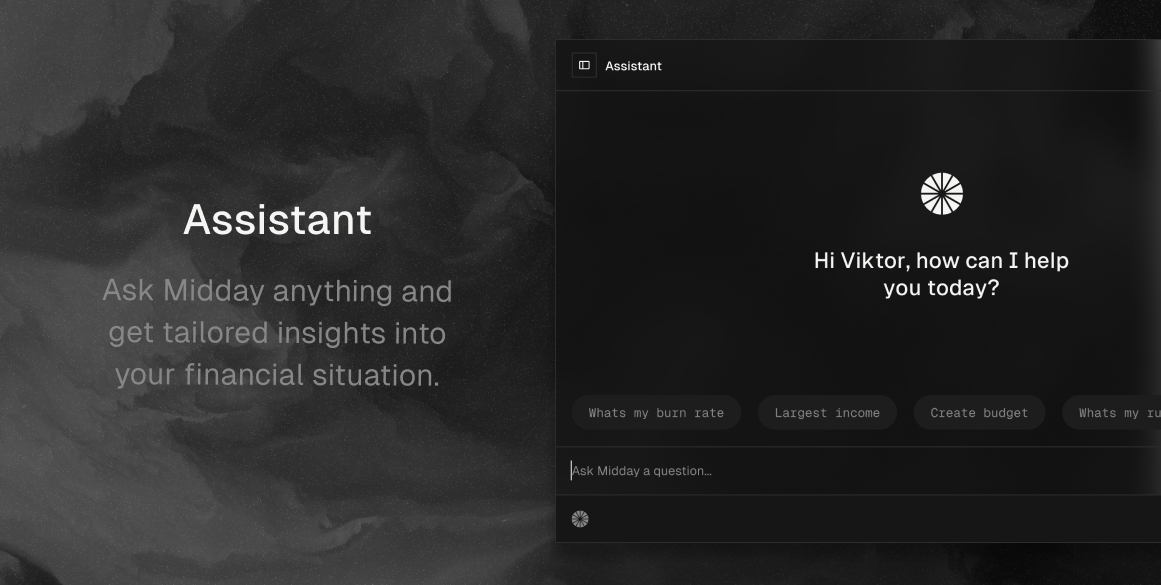 Assistant
Ask Midday anything and
get tailored insights into
your financial situation.
Assistant
Hi Viktor, how can I help
you today?
Whats my burn rate
Largest income
Create budget
Whats my ru
Ask Midday a question...